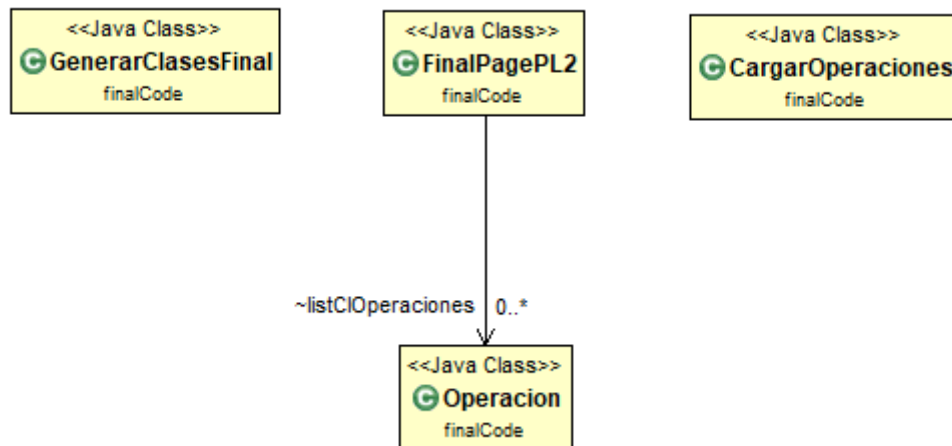 <<Java Class>>
GenerarClasesFinal
finalCode
<<Java Class>>
FinalPagePL2
finalCode
<<Java Class>>
CargarOperaciones
finalCode
~listClOperaciones 0..*
<<Java Class>>
Operacion
finalCode